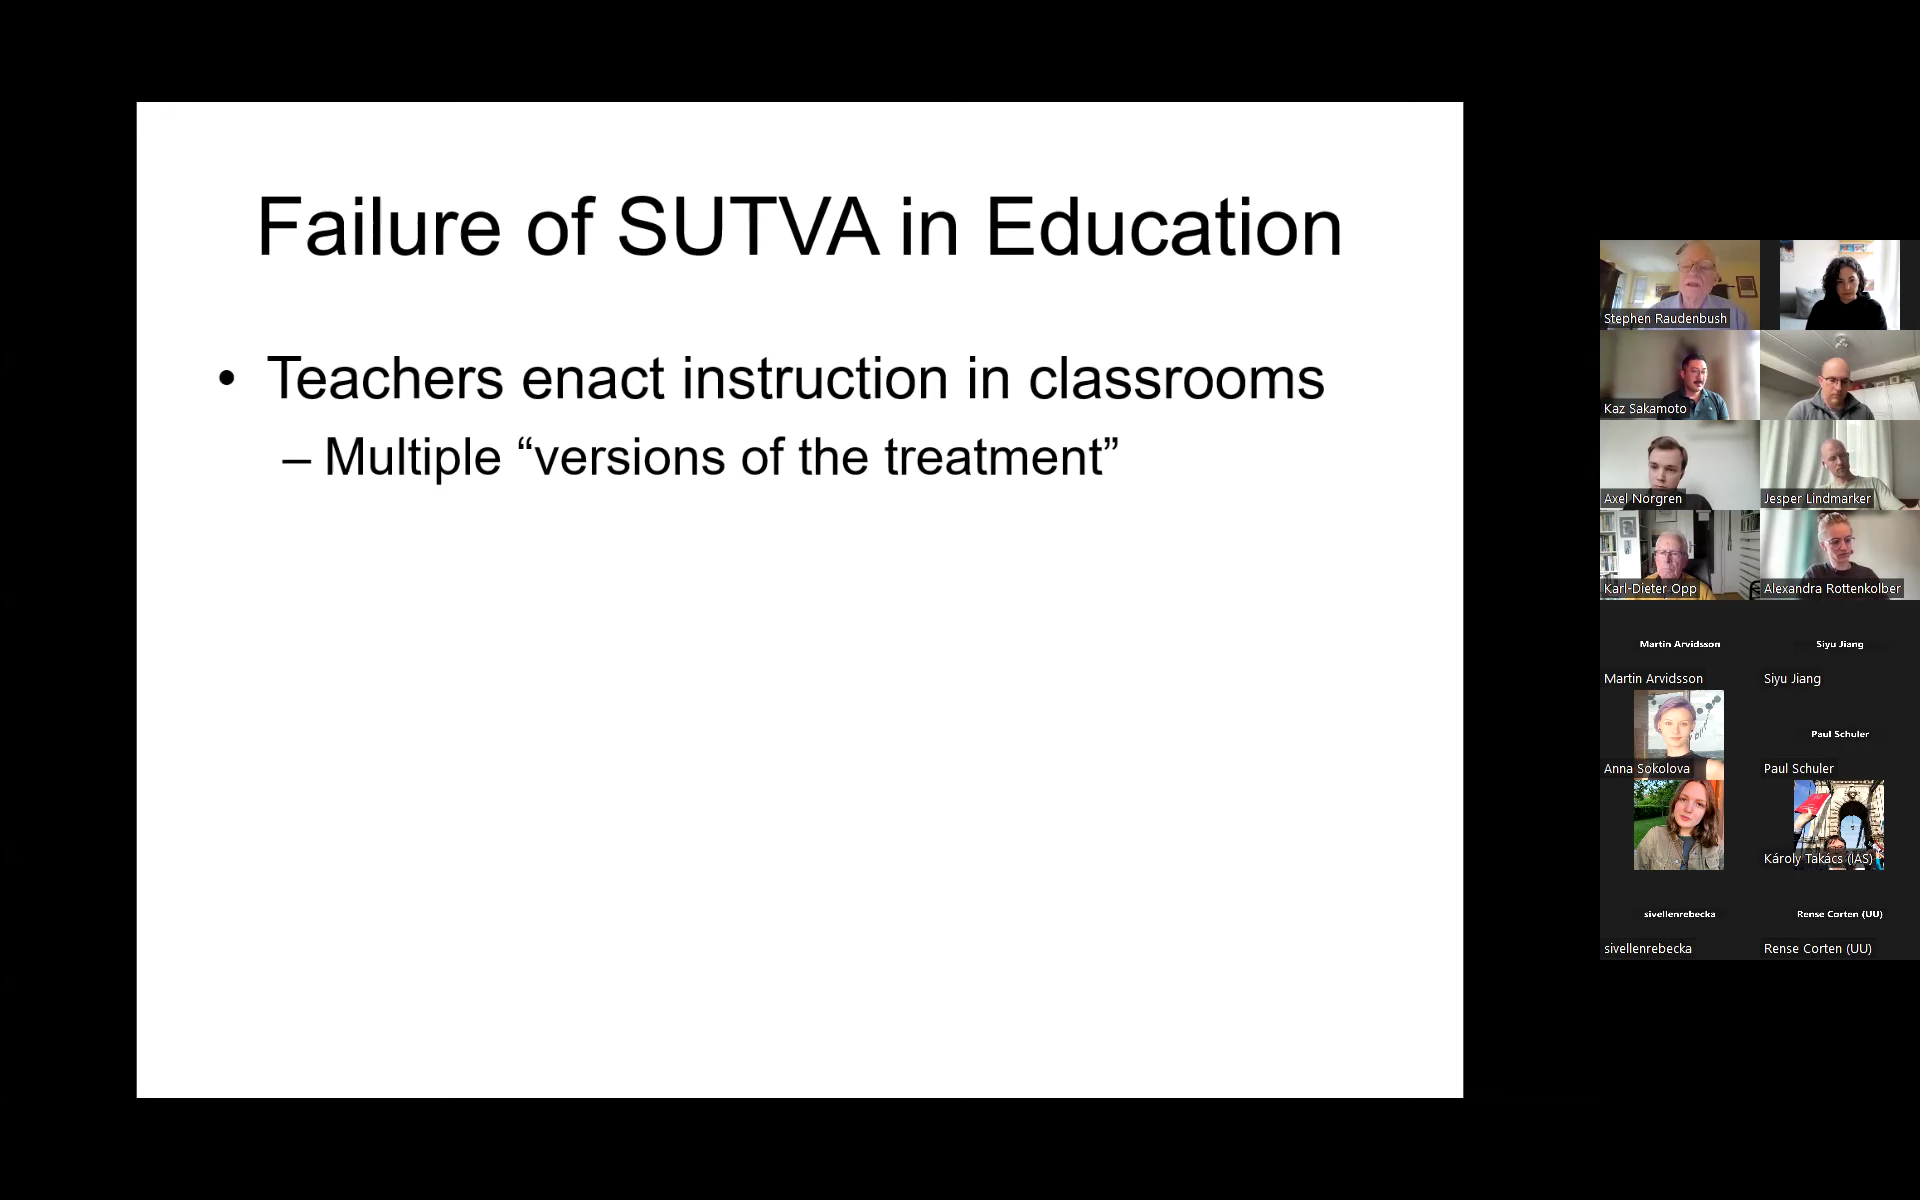 Failure of SUTVA in Education
• Teachers enact instruction in classrooms
– Multiple “versions of the treatment”
Stephen Raudenbush
Kaz Sakamoto
Axel Norgren
Jesper Lindmarker
Karl-Dieter Opp
Alexandra Rottenkolber
Martin Arvidsson
Martin Arvidsson
Siyu Jiang
Siyu Jiang
Anna Sokolova
Paul Schuler
Paul Schuler
Károly Takács (IAS)
sivellenrebecka
sivellenrebecka
Rense Corten (UU)
Rense Corten (UU)